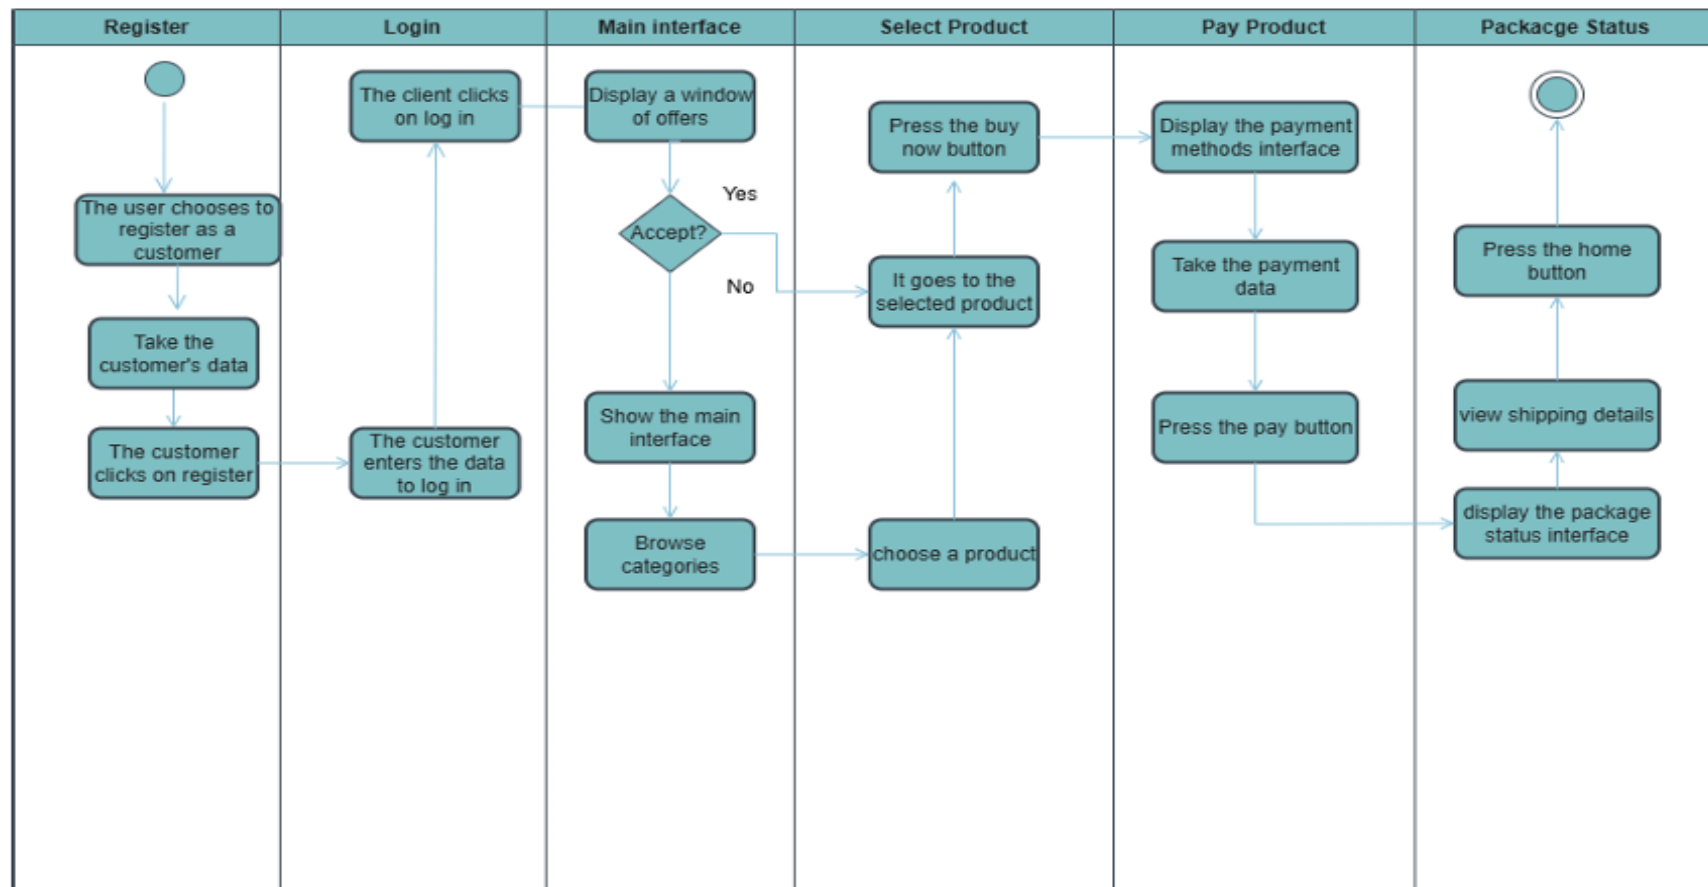 Register
Login
Main interface
Select Product
Pay Product
Packacge Status
The user chooses to
register as a
customer
Take the
customer's data
The customer
clicks on register
The client clicks
on log in
The customer
enters the data
to log in
Display a window
of offers
Accept?
Yes
No
Show the main
interface
Browse
categories
Press the buy
now button
It goes to the
selected product
choose a product
Display the payment
methods interface
Take the payment
data
Press the pay button
Press the home
button
view shipping details
display the package
status interface